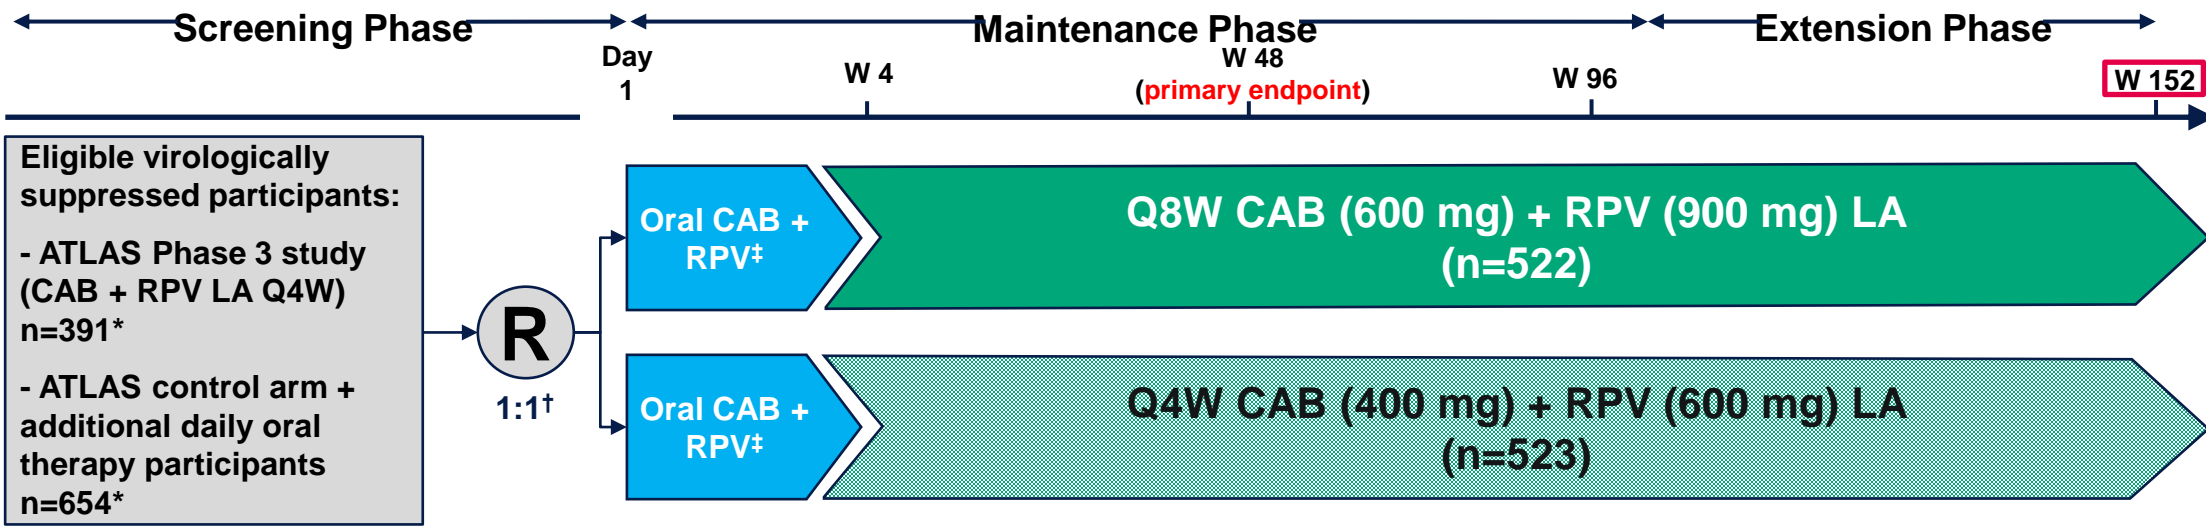 Screening Phase
Maintenance Phase
Extension Phase
Day
1
W 4
W 48
(primary endpoint)
W 96
W 152
Eligible virologically
suppressed participants:
- ATLAS Phase 3 study
(CAB + RPV LA Q4W)
n=391*
- ATLAS control arm +
additional daily oral
therapy participants
n=654*
R
1:1†
Oral CAB +
RPV‡
Q8W CAB (600 mg) + RPV (900 mg) LA
(n=522)
Oral CAB +
RPV‡
Q4W CAB (400 mg) + RPV (600 mg) LA
(n=523)